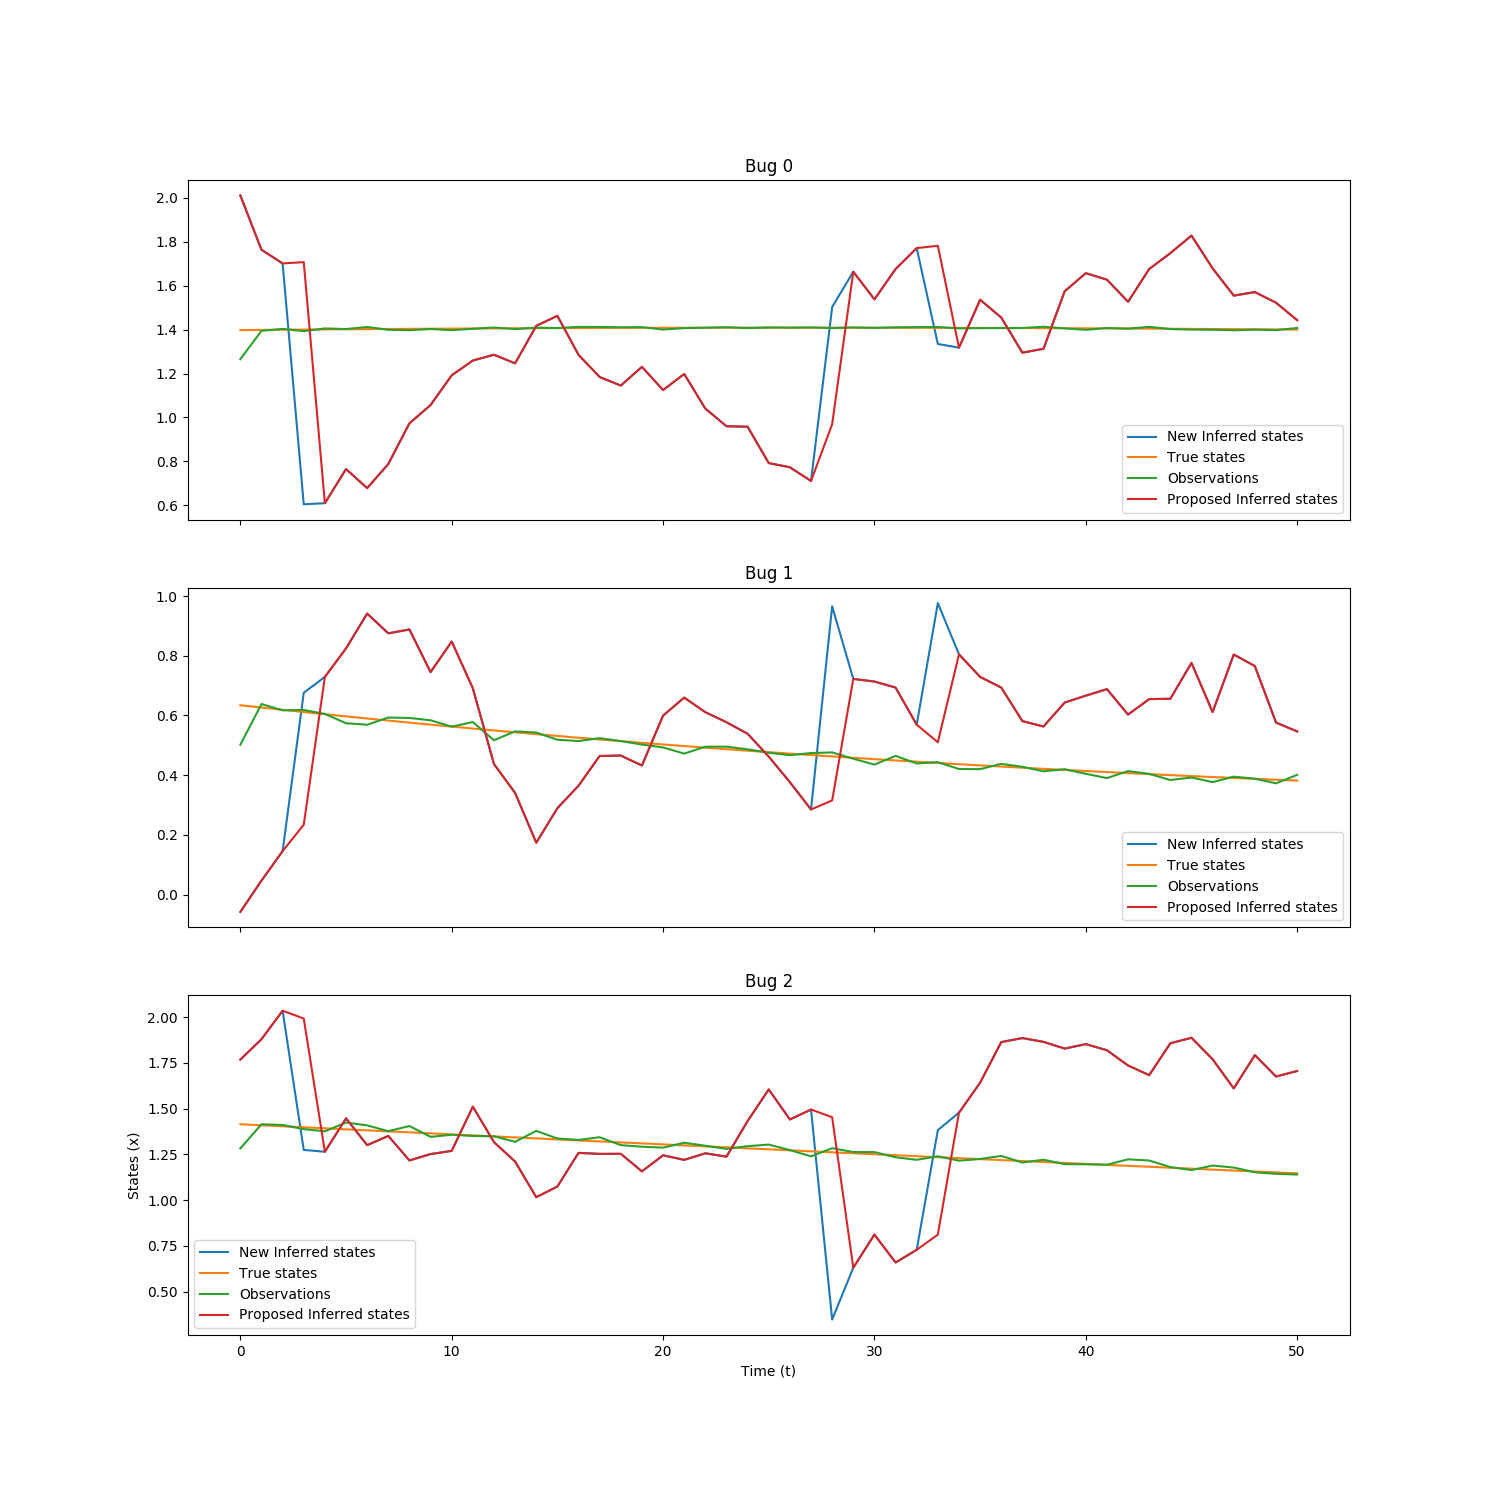 Bug 0
2.0
1.8
1.6
1.4
1.2
1.0
0.8
0.6
New Inferred states
True states
Observations
Proposed Inferred states
Bug 1
1.0
0.8
0.6
0.4
0.2
0.0
New Inferred states
True states
Observations
Proposed Inferred states
Bug 2
States (x)
2.00
1.75
1.50
1.25
1.00
0.75
0.50
New Inferred states
True states
Observations
Proposed Inferred states
0 10 20 30 40 50
Time (t)